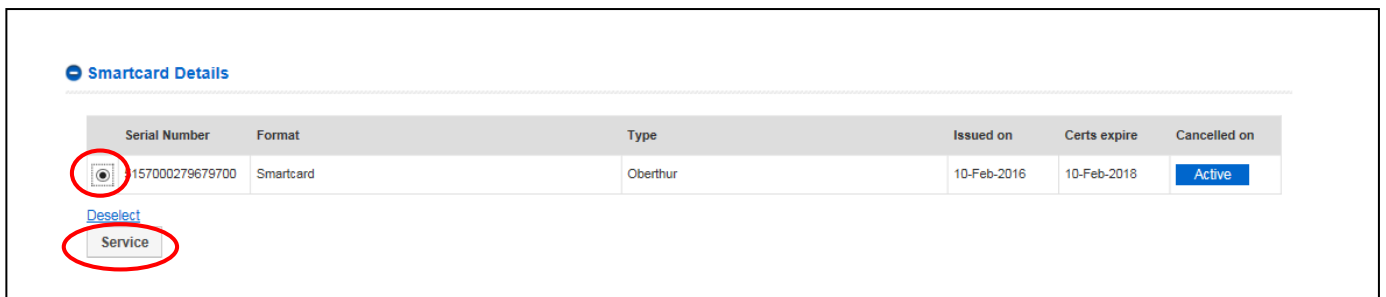 Smartcard Details
Serial Number Format Type Issued on Certs expire Cancelled on
157000279679700 Smartcard Oberthur 10-Feb-2016 10-Feb-2018 Active
Deselect
Service